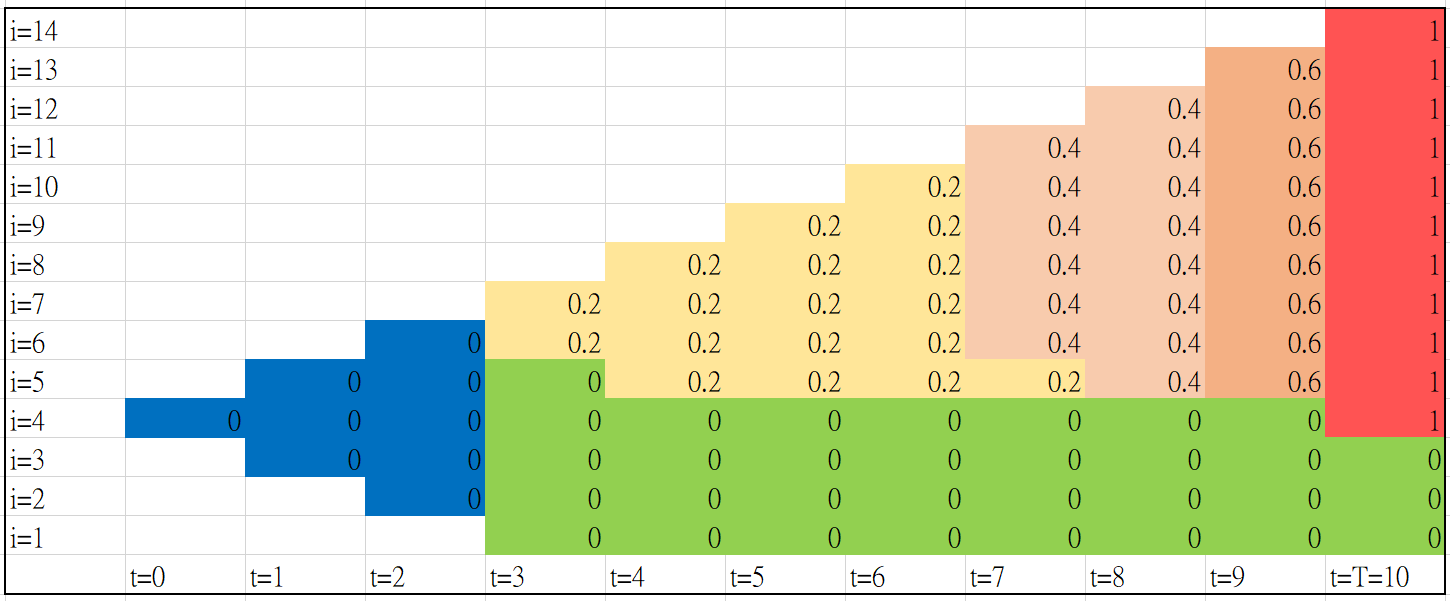 i=14 1
i=13 0.6 1
i=12 0.4 0.6 1
i=11 0.4 0.4 0.6 1
i=10 0.2 0.4 0.4 0.6 1
i=9 0.2 0.2 0.4 0.4 0.6 1
i=8 0.2 0.2 0.2 0.4 0.4 0.6 1
i=7 0.2 0.2 0.2 0.2 0.4 0.4 0.6 1
i=6 0 0.2 0.2 0.2 0.2 0.4 0.4 0.6 1
i=5 0 0 0 0.2 0.2 0.2 0.2 0.4 0.6 1
i=4 0 0 0 0 0 0 0 0 0 0 1
i=3 0 0 0 0 0 0 0 0 0 0
i=2 0 0 0 0 0 0 0 0 0
i=1 0 0 0 0 0 0 0 0
t=0 t=1 t=2 t=3 t=4 t=5 t=6 t=7 t=8 t=9 t=T=10